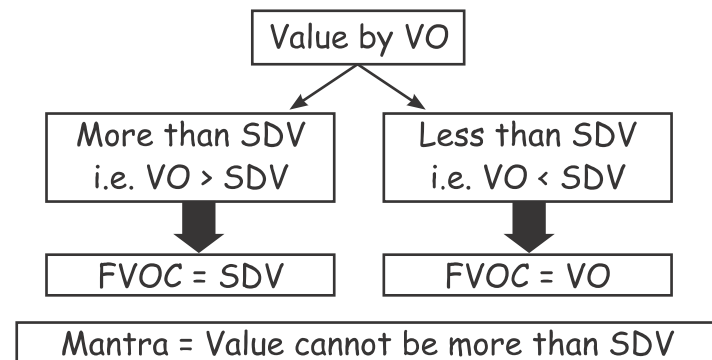 Value by VO
More than SDV
i.e. VO > SDV
Less than SDV
i.e. VO < SDV
FVOC = SDV
FVOC = VO
Mantra = Value cannot be more than SDV